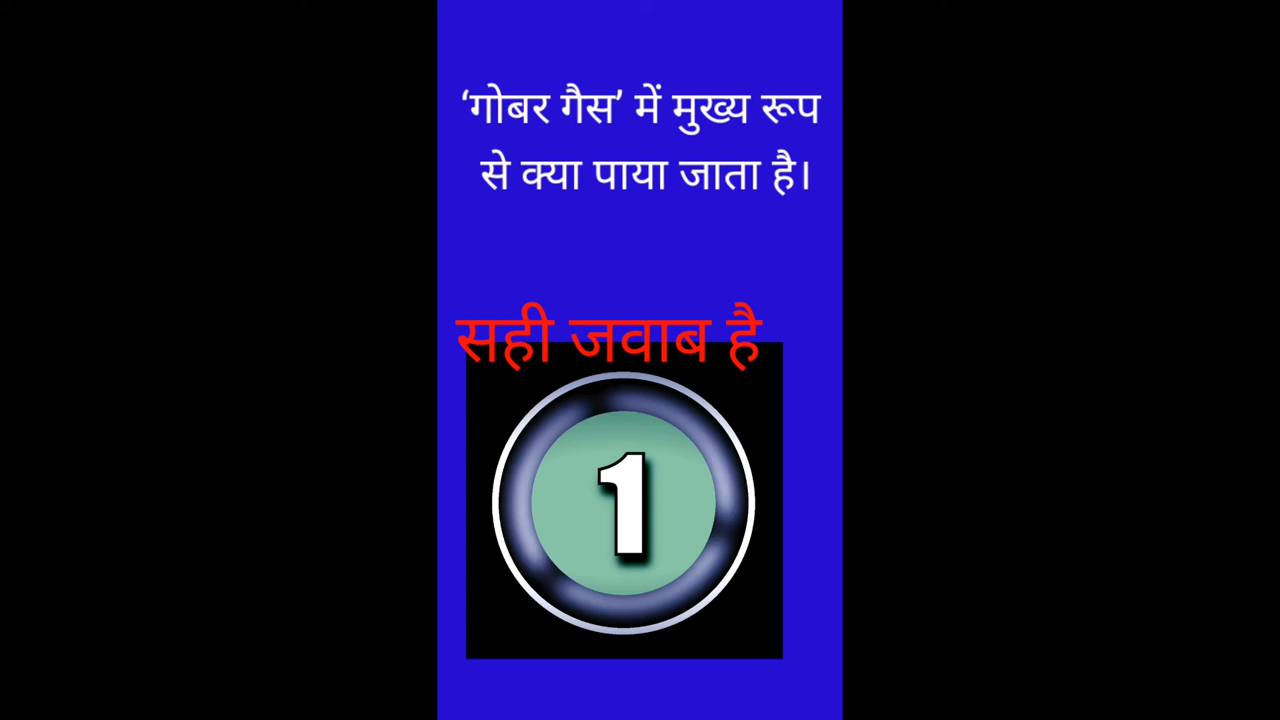 ‘गोबर गैस’ में मुख्य रूप
से क्या पाया जाता है।
सही जवाब है
1